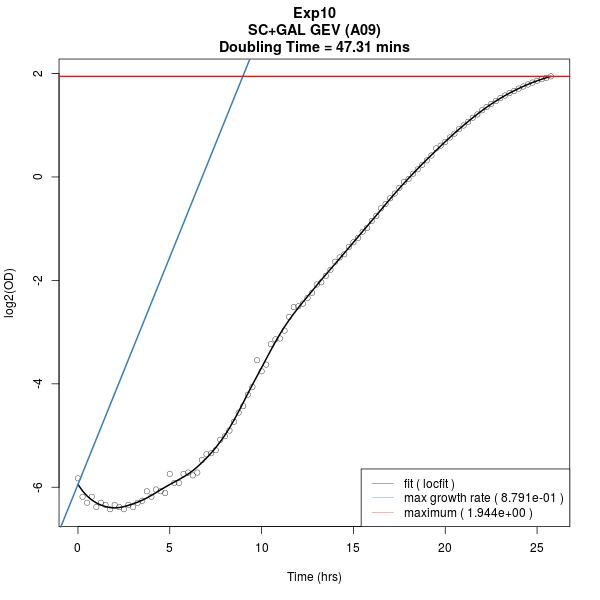 Exp10
SC+GAL GEV (A09)
Doubling Time = 47.31 mins
log2(OD)
2
0
-2
-4
-6
fit ( locfit )
max growth rate ( 8.791e-01 )
maximum ( 1.944e+00 )
0 5 10 15 20 25
Time (hrs)